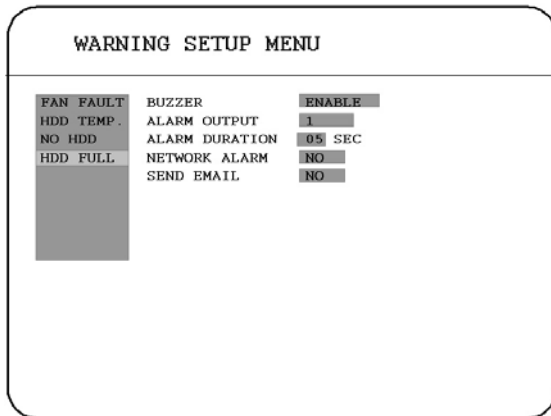 WARNING SETUP MENU
FAN FAULT BUZZER ENABLE
HDD TEMP. ALARM OUTPUT 1
NO HDD ALARM DURATION 05 SEC
HDD FULL NETWORK ALARM NO
SEND EMAIL NO